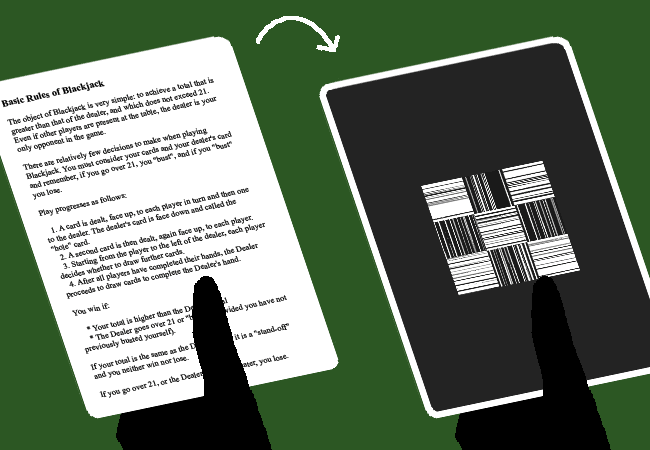 Basic Rules of Blackjack
The object of Blackjack is very simple: to achieve a total that is
greater than that of the dealer, and which does not exceed 21.
Even if other players are present at the table, the dealer is your
only opponent in the game.
There are relatively few decisions to make when playing
Blackjack. You must consider your cards and your dealer's card
and remember, if you go over 21, you "bust", and if you "bust"
you lose.
Play progresses as follows:
1. A card is dealt, face up, to each player in turn and then one
to the dealer. The dealer's card is face down and called the
"hole" card.
2. A second card is then dealt, again face up, to each player.
3. Starting from the player to the left of the dealer, each player
decides whether to draw further cards.
4. After all players have completed their hands, the Dealer
proceeds to draw cards to complete the Dealer's hand.
You win if:
* Your total is higher than the
* The Dealer goes over 21 or you have not
previously busted yourself).
If your total is the same as the it is a "stand-off"
and you neither win nor lose.
If you go over 21, or the you lose.